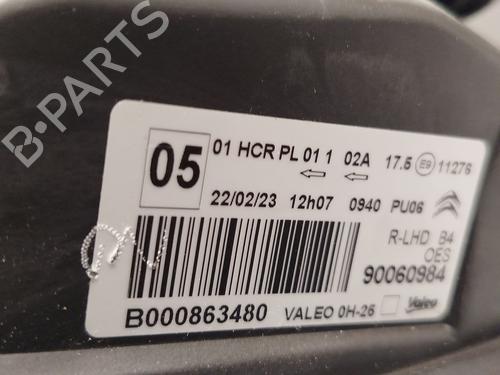 B-PARTS
05
01 HCR PL 01 1 02A 17.5 E9 11276
22/02/23 12h07 0940 PU06
R-LHD B4
OES
90060984
B000863480 VALEO 0H-26 Valeo